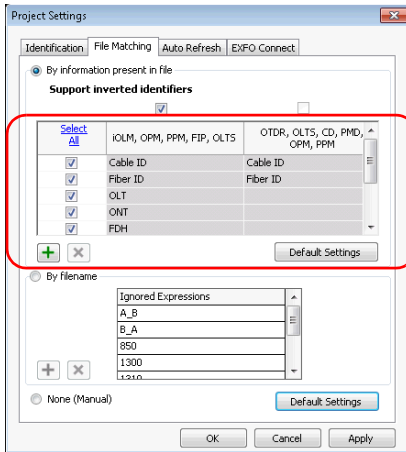 Project Settings
Identification File Matching Auto Refresh EXFO Connect
By information present in file
Support inverted identifiers
Select All iOLM, OPM, PPM, FIP, OLTS OTDR, OLTS, CD, PMD, OPM, PPM
Cable ID Cable ID
Fiber ID Fiber ID
OLT
ONT
FDH
Default Settings
By filename
Ignored Expressions
A_B
B_A
850
1300
1310
None (Manual) Default Settings
OK Cancel Apply